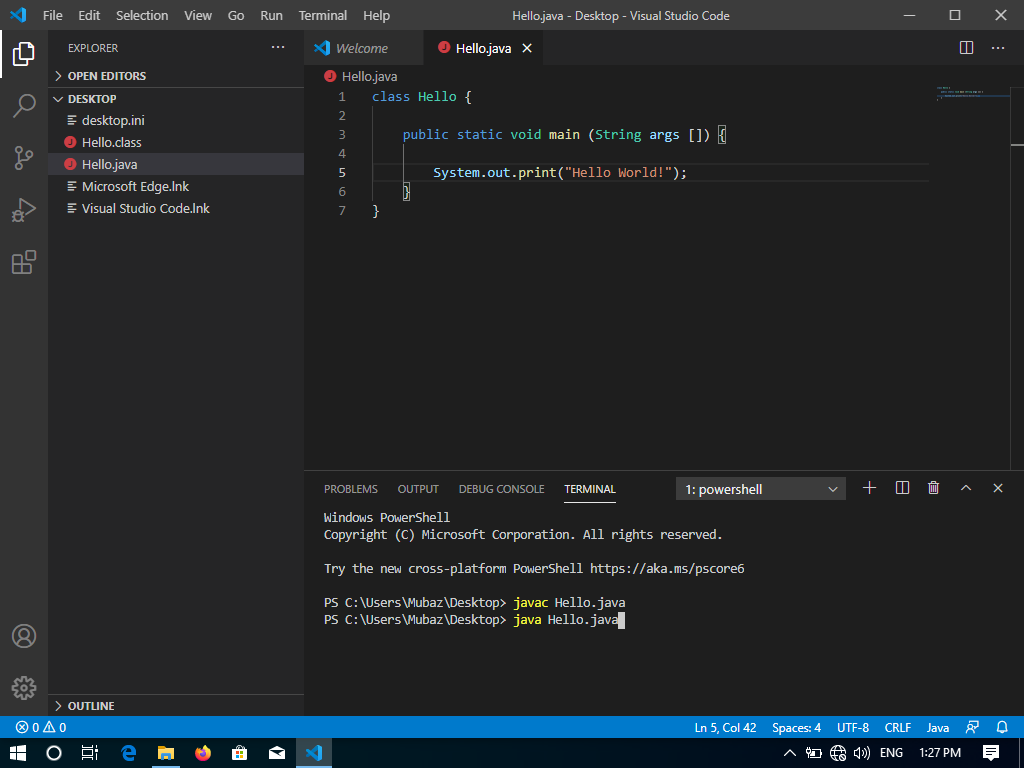 File Edit Selection View Go Run Terminal Help Hello.java - Desktop - Visual Studio Code
EXPLORER
OPEN EDITORS
DESKTOP
desktop.ini
Hello.class
Hello.java
Microsoft Edge.lnk
Visual Studio Code.lnk
OUTLINE
Welcome Hello.java
Hello.java
1 class Hello {
2
3 public static void main (String args []) {
4
5 System.out.print("Hello World!");
6 }
7 }
PROBLEMS OUTPUT DEBUG CONSOLE TERMINAL 1: powershell
Windows PowerShell
Copyright (C) Microsoft Corporation. All rights reserved.
Try the new cross-platform PowerShell https://aka.ms/pscore6
PS C:\Users\Mubaz\Desktop> javac Hello.java
PS C:\Users\Mubaz\Desktop> java Hello.java
0 0 Ln 5, Col 42 Spaces: 4 UTF-8 CRLF Java
ENG 1:27 PM